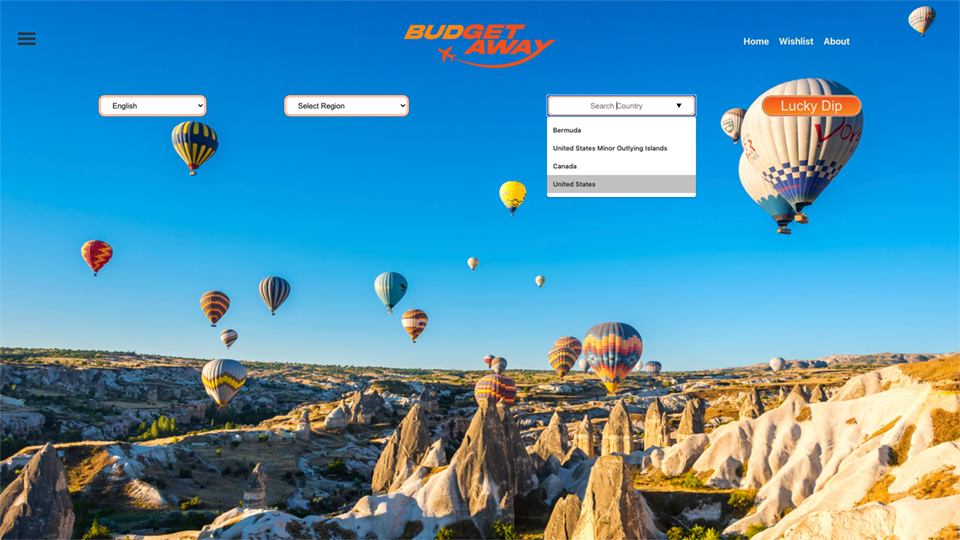 BUDGET
AWAY
Home Wishlist About
English
Select Region
Search Country
Lucky Dip
Bermuda
United States Minor Outlying Islands
Canada
United States